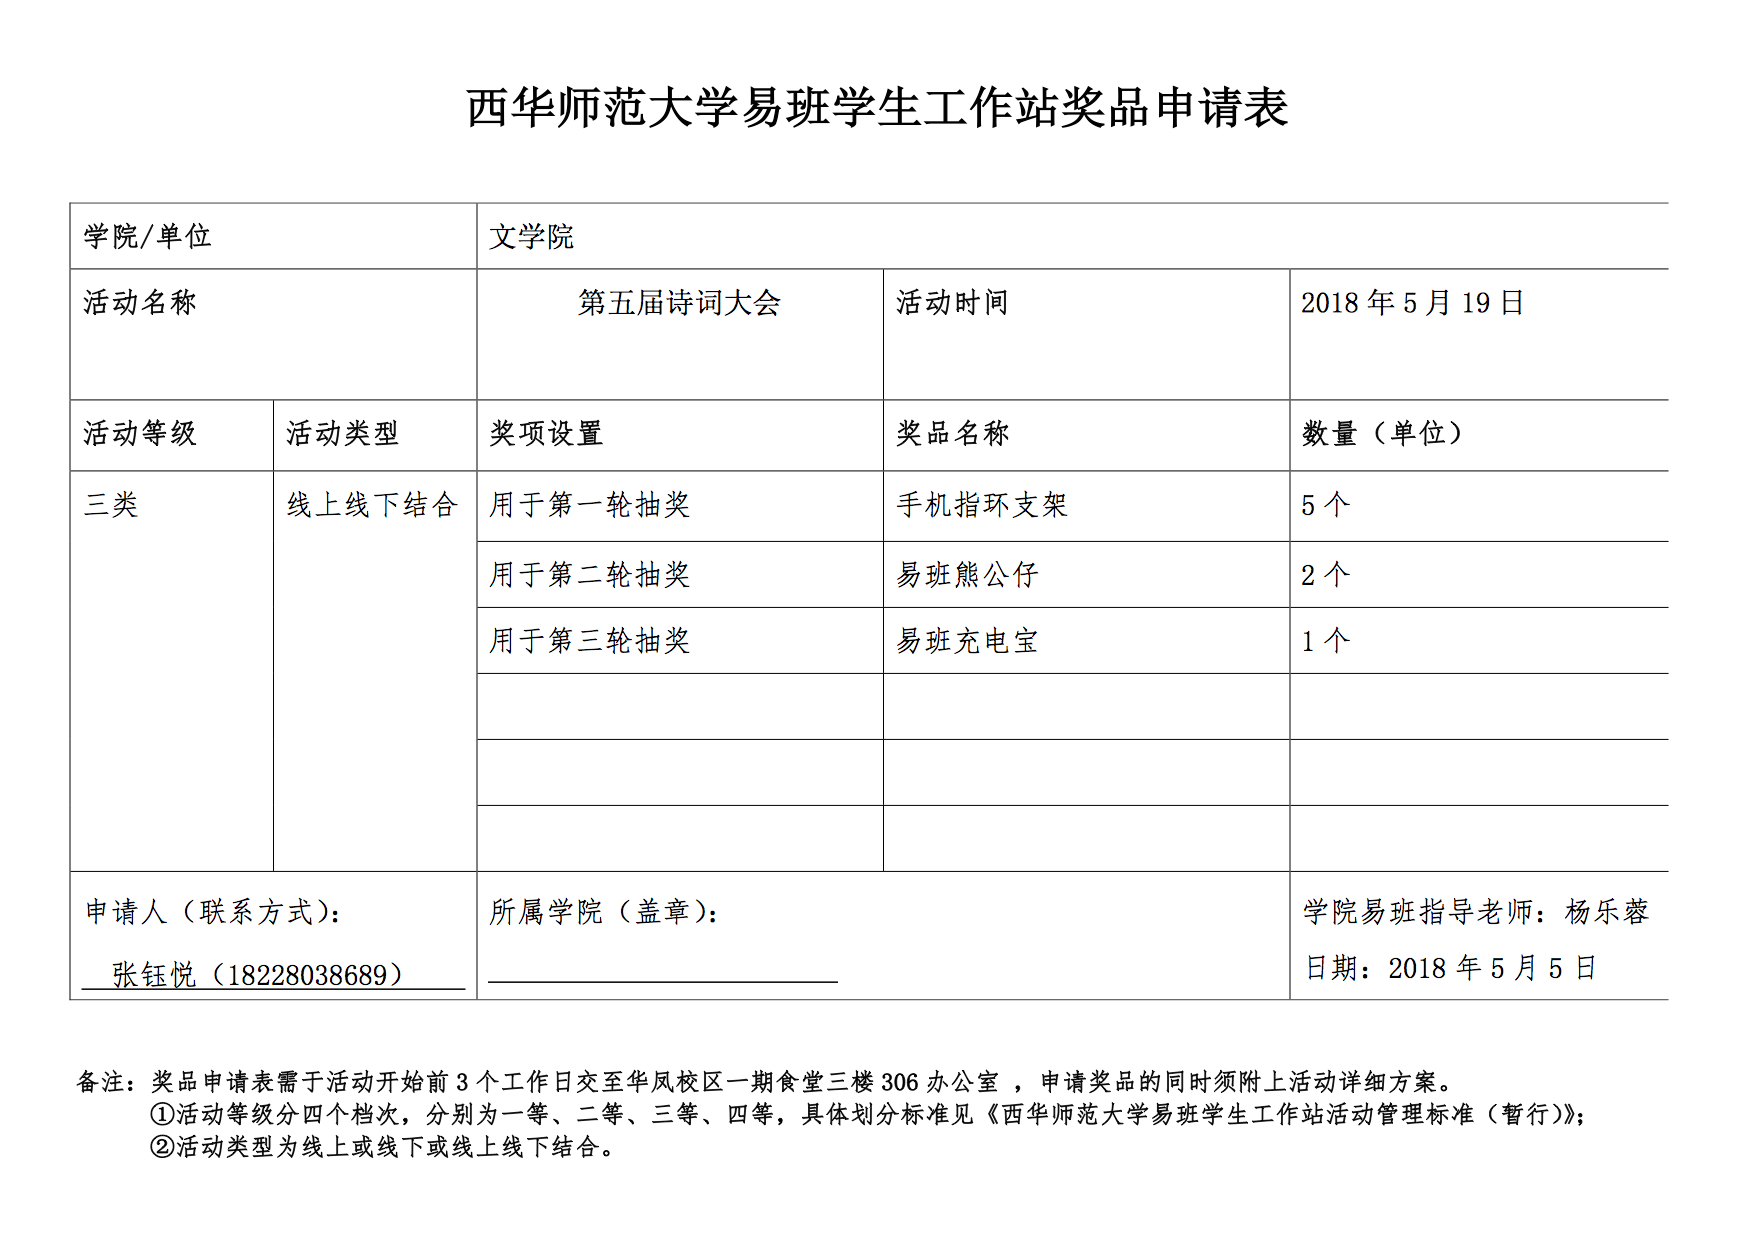 西华师范大学易班学生工作站奖品申请表
学院/单位 文学院
活动名称 第五届诗词大会 活动时间 2018 年 5 月 19 日
活动等级 活动类型 奖项设置 奖品名称 数量（单位）
三类 线上线下结合 用于第一轮抽奖 手机指环支架 5 个
用于第二轮抽奖 易班熊公仔 2 个
用于第三轮抽奖 易班充电宝 1 个
申请人（联系方式）： 所属学院（盖章）： 学院易班指导老师：杨乐蓉
张钰悦（18228038689） 日期：2018 年 5 月 5 日
备注：奖品申请表需于活动开始前 3 个工作日交至华凤校区一期食堂三楼 306 办公室 ，申请奖品的同时须附上活动详细方案。
①活动等级分四个档次，分别为一等、二等、三等、四等，具体划分标准见《西华师范大学易班学生工作站活动管理标准（暂行）》；
②活动类型为线上或线下或线上线下结合。